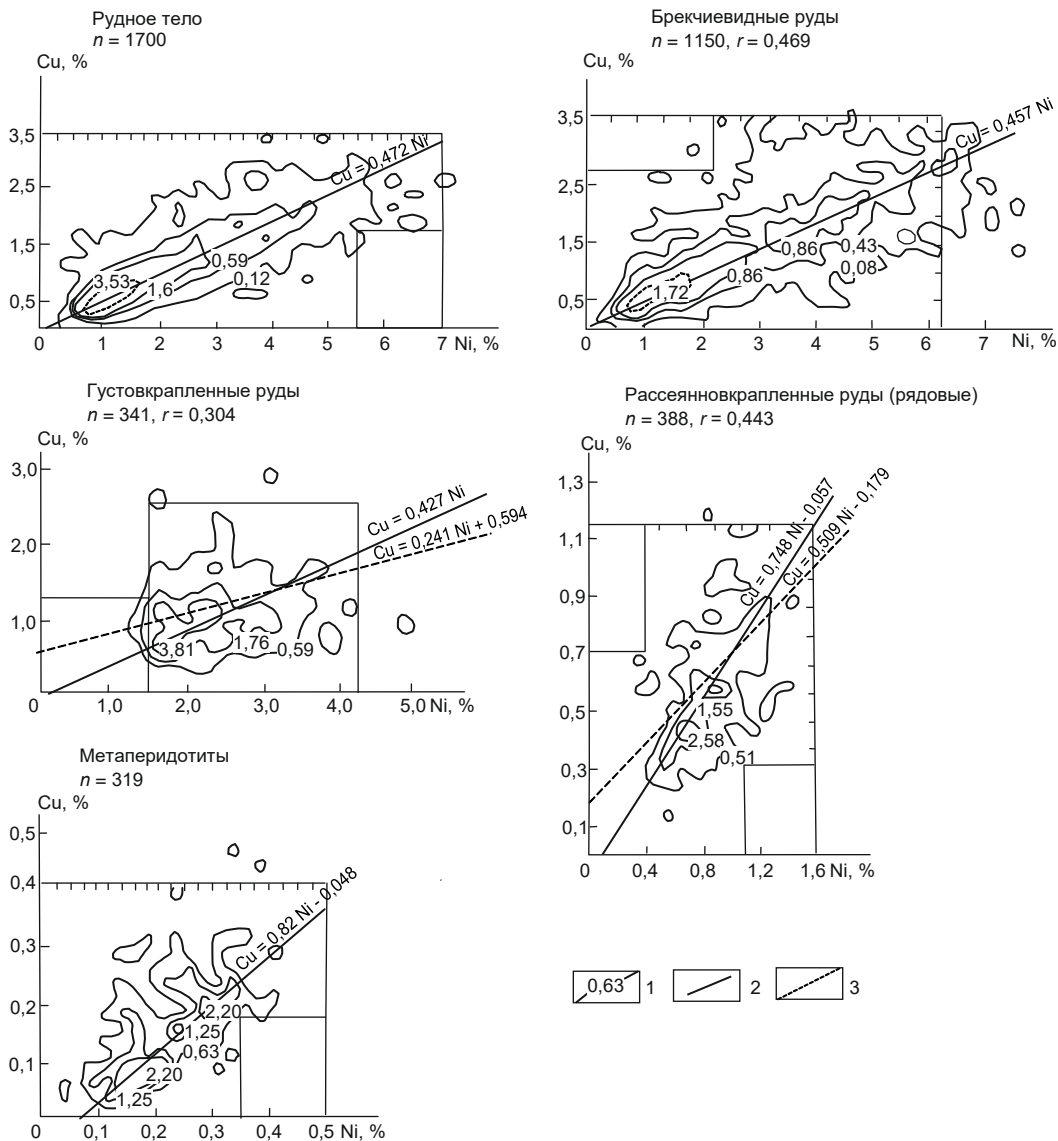 Рудное тело
n = 1700
Cu, %
3,5
2,5
1,5
0,5
Cu = 0,472 Ni
3,53
1,6
0,59
0,12
0 1 2 3 4 5 6 7 Ni, %
Брекчиевидные руды
n = 1150, r = 0,469
Cu, %
3,5
2,5
1,5
0,5
Cu = 0,457 Ni
1,72
0,86
0,86
0,43
0,08
0 1 2 3 4 5 6 7 Ni, %
Густовкрапленные руды
n = 341, r = 0,304
Cu, %
3,0
2,0
1,0
Cu = 0,427 Ni
Cu = 0,241 Ni + 0,594
3,81
1,76
0,59
0 1,0 2,0 3,0 4,0 5,0 Ni, %
Рассеянновкрапленные руды (рядовые)
n = 388, r = 0,443
Cu, %
1,3
1,1
0,9
0,7
0,5
0,3
0,1
Cu = 0,748 Ni - 0,057
Cu = 0,509 Ni - 0,179
1,55
2,58
0,51
0 0,4 0,8 1,2 1,6 Ni, %
Метаперидотиты
n = 319
Cu, %
0,5
0,4
0,3
0,2
0,1
Cu = 0,82 Ni - 0,048
2,20
1,25
0,63
2,20
1,25
0 0,1 0,2 0,3 0,4 0,5 Ni, %
0,63 1 2 3